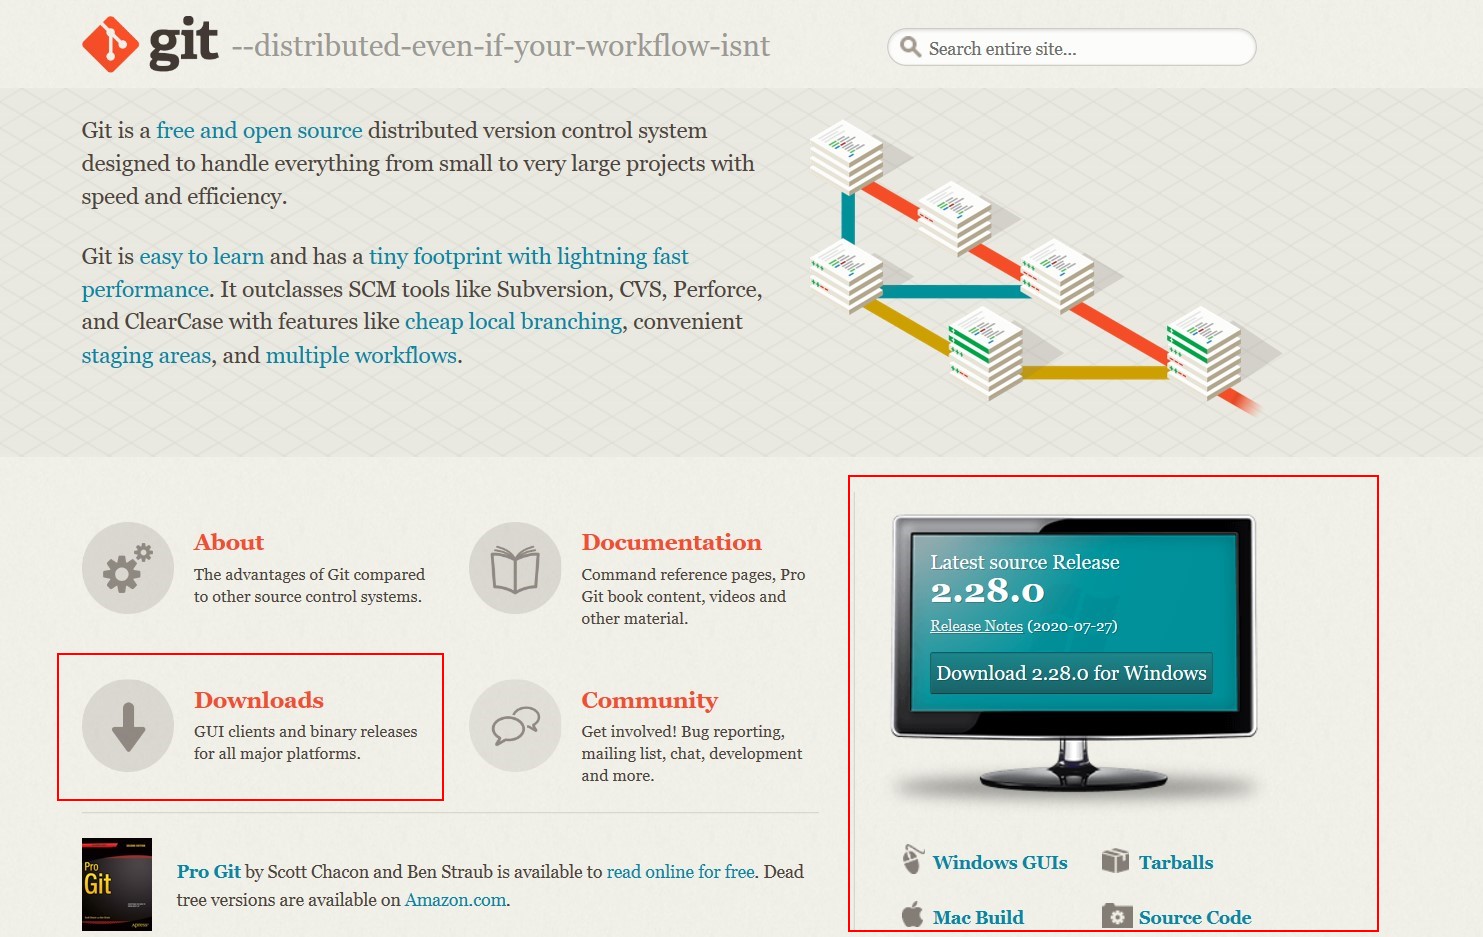 git --distributed-even-if-your-workflow-isnt
Search entire site...
Git is a free and open source distributed version control system
designed to handle everything from small to very large projects with
speed and efficiency.
Git is easy to learn and has a tiny footprint with lightning fast
performance. It outclasses SCM tools like Subversion, CVS, Perforce,
and ClearCase with features like cheap local branching, convenient
staging areas, and multiple workflows.
About
The advantages of Git compared
to other source control systems.
Documentation
Command reference pages, Pro
Git book content, videos and
other material.
Downloads
GUI clients and binary releases
for all major platforms.
Community
Get involved! Bug reporting,
mailing list, chat, development
and more.
Pro
Git
Pro Git by Scott Chacon and Ben Straub is available to read online for free. Dead
tree versions are available on Amazon.com.
Latest source Release
2.28.0
Release Notes (2020-07-27)
Download 2.28.0 for Windows
Windows GUIs
Tarballs
Mac Build
Source Code